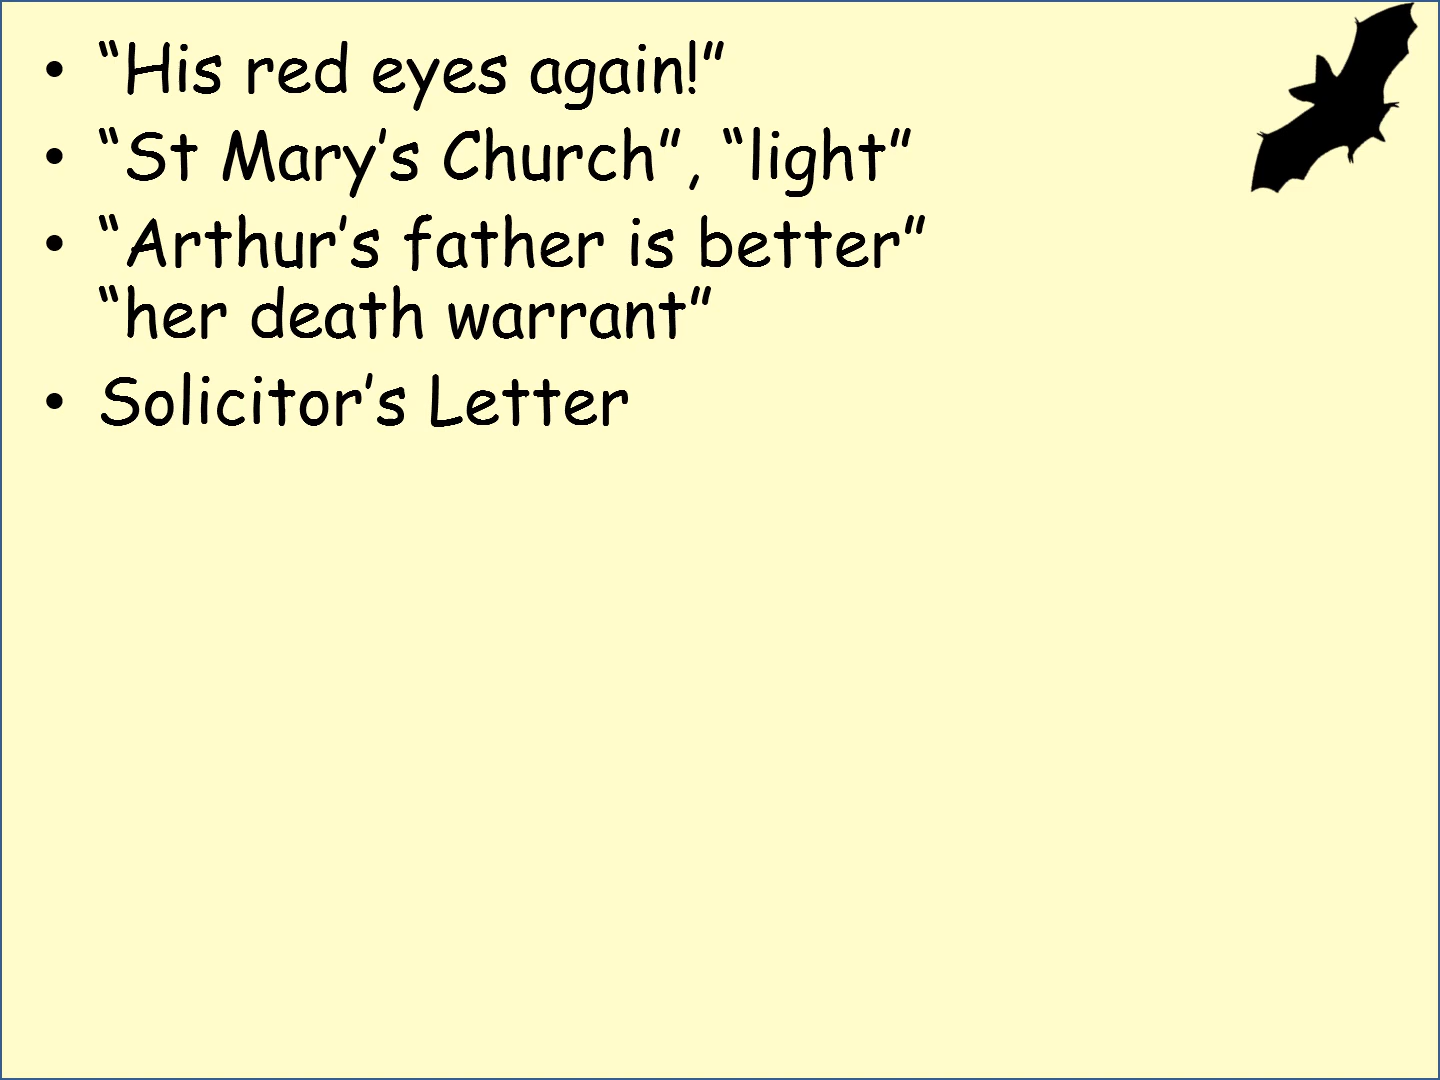 • “His red eyes again!”
• “St Mary’s Church”, “light”
• “Arthur’s father is better”
“her death warrant”
• Solicitor’s Letter